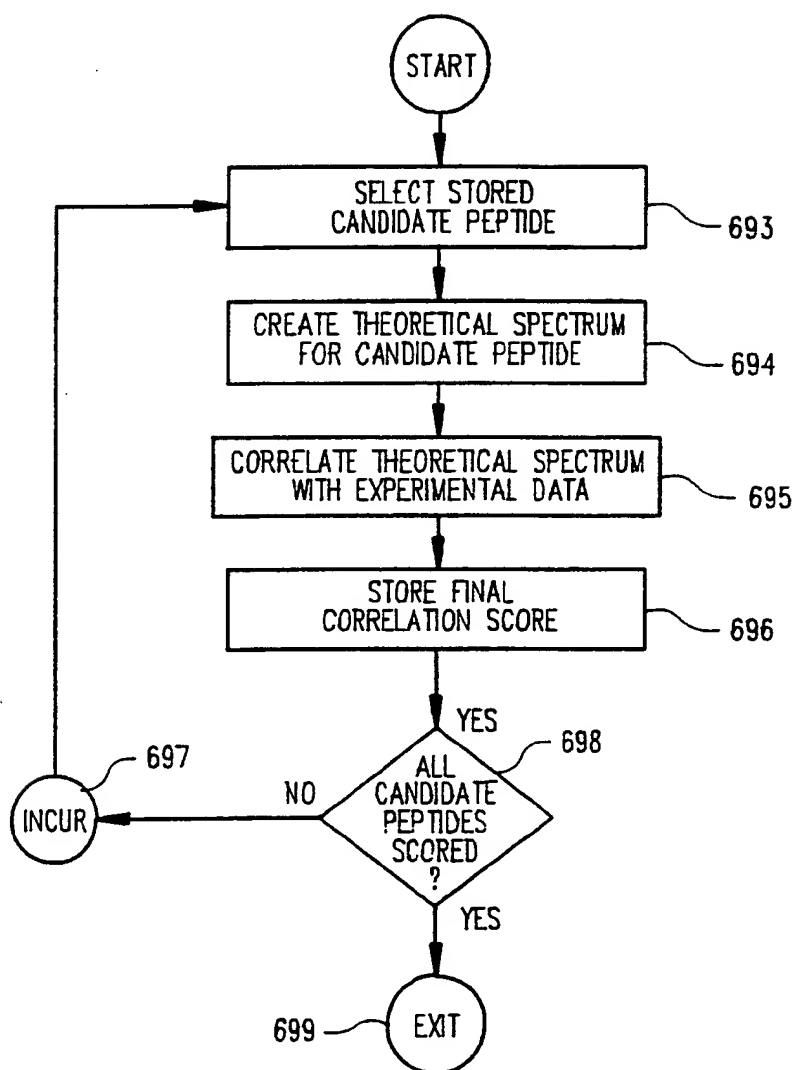 START
SELECT STORED
CANDIDATE PEPTIDE
693
CREATE THEORETICAL SPECTRUM
FOR CANDIDATE PEPTIDE
694
CORRELATE THEORETICAL SPECTRUM
WITH EXPERIMENTAL DATA
695
STORE FINAL
CORRELATION SCORE
696
YES
698
697
ALL
CANDIDATE
PEPTIDES
SCORED
?
NO
INCUR
YES
699
EXIT